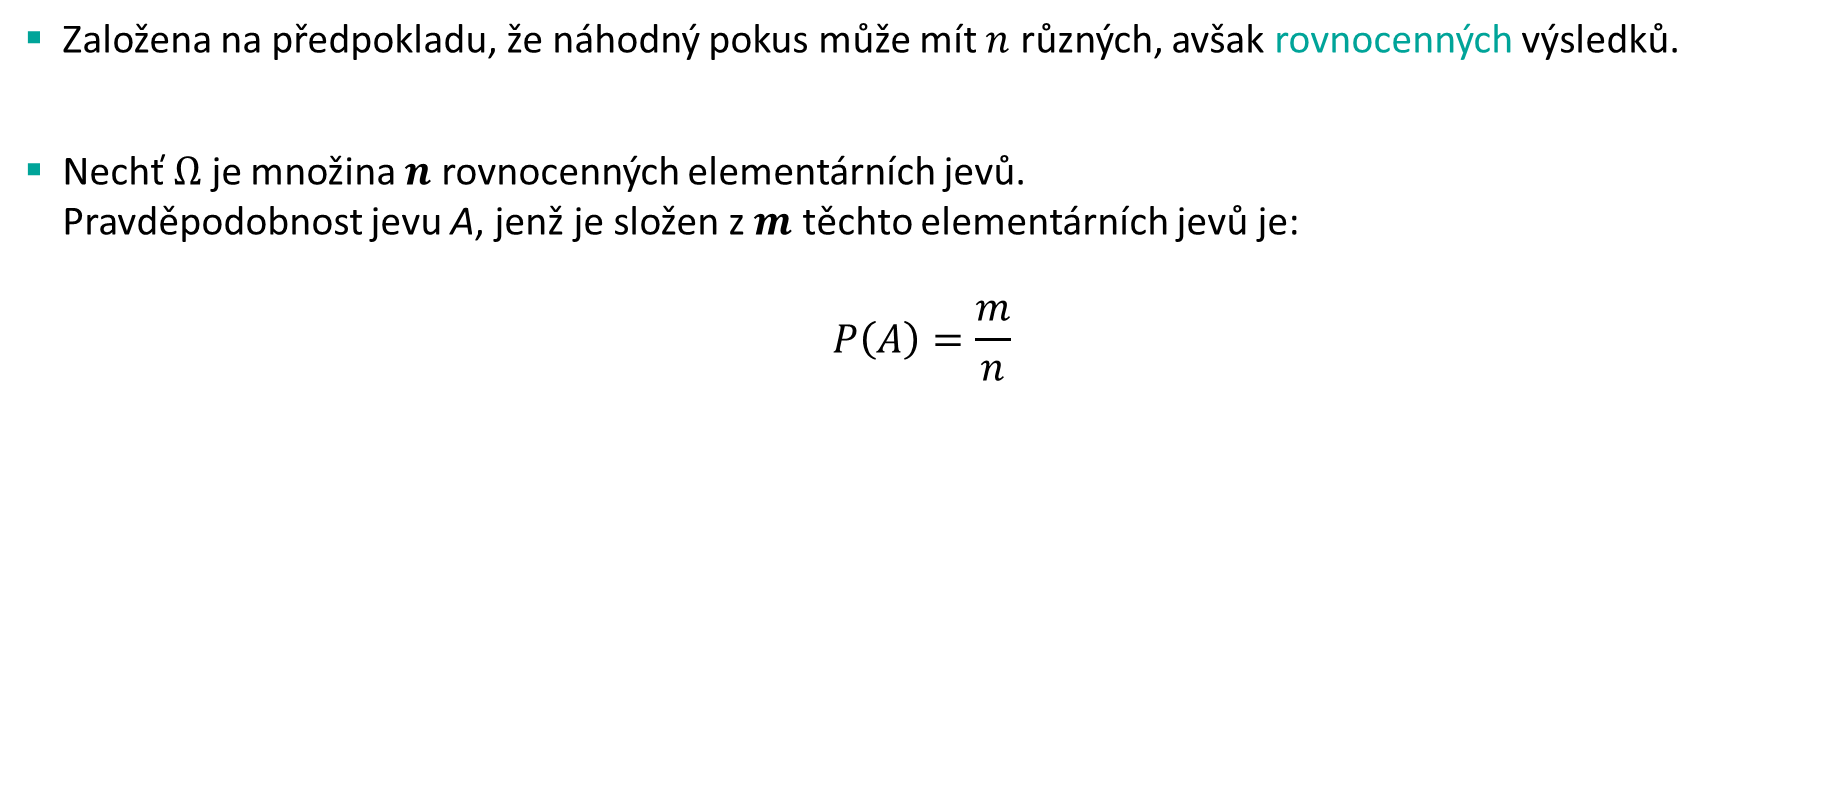 ▪ Založena na předpokladu, že náhodný pokus může mít n různých, avšak rovnocenných výsledků.
▪ Nechť Ω je množina n rovnocenných elementárních jevů.
Pravděpodobnost jevu A, jenž je složen z m těchto elementárních jevů je:
P(A) = m/n